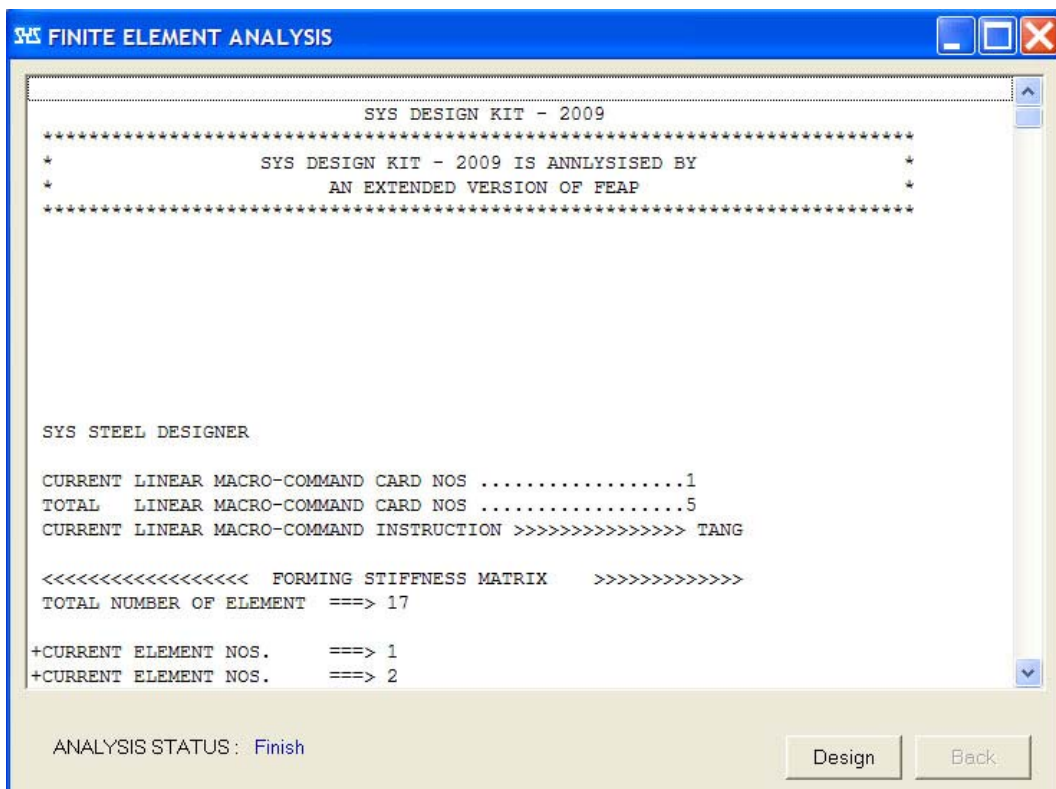 SYS FINITE ELEMENT ANALYSIS
SYS DESIGN KIT - 2009
*****************************************************************************
* SYS DESIGN KIT - 2009 IS ANNLYSISED BY *
* AN EXTENDED VERSION OF FEAP *
*****************************************************************************
SYS STEEL DESIGNER
CURRENT LINEAR MACRO-COMMAND CARD NOS ..................1
TOTAL LINEAR MACRO-COMMAND CARD NOS ..................5
CURRENT LINEAR MACRO-COMMAND INSTRUCTION >>>>>>>>>>>>>>> TANG
<<<<<<<<<<<<<<<<<< FORMING STIFFNESS MATRIX >>>>>>>>>>>>>
TOTAL NUMBER OF ELEMENT ===> 17
+CURRENT ELEMENT NOS. ===> 1
+CURRENT ELEMENT NOS. ===> 2
ANALYSIS STATUS : Finish
Design
Back